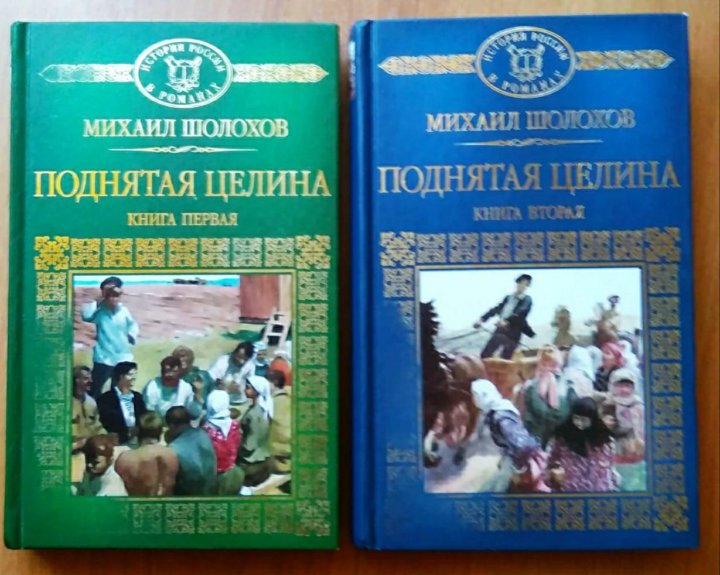 ИСТОРИЯ РОССИИ
В РОМАНАХ
МИХАИЛ ШОЛОХОВ
ПОДНЯТАЯ ЦЕЛИНА
КНИГА ПЕРВАЯ
ИСТОРИЯ РОССИИ
В РОМАНАХ
МИХАИЛ ШОЛОХОВ
ПОДНЯТАЯ ЦЕЛИНА
КНИГА ВТОРАЯ